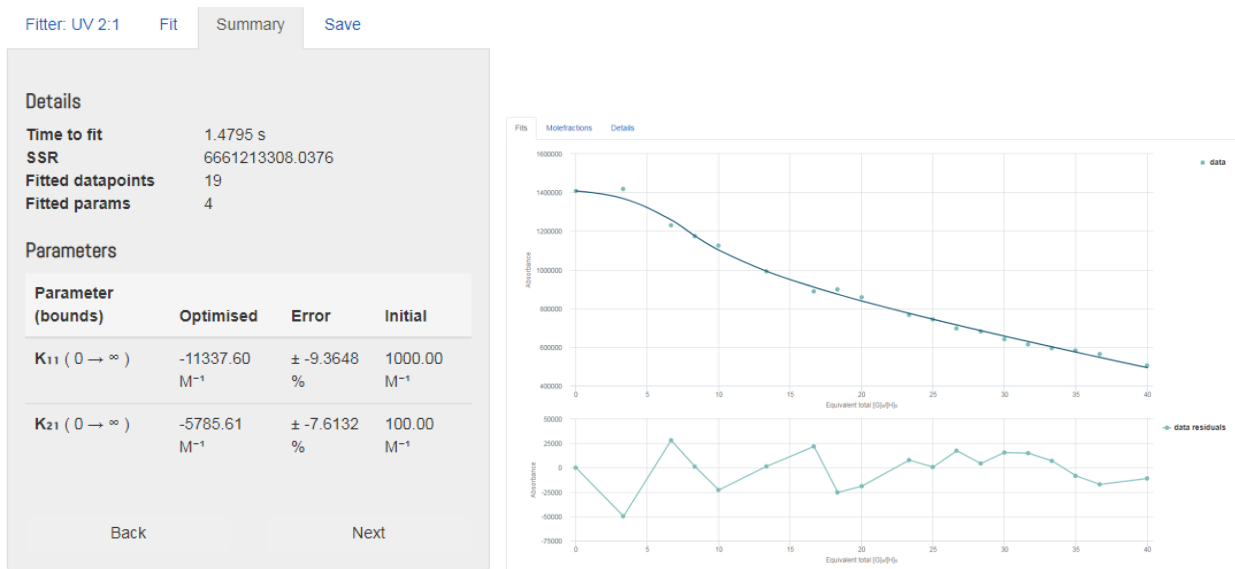 Fitter: UV 2:1 Fit Summary Save
Details
Time to fit 1.4795 s
SSR 6661213308.0376
Fitted datapoints 19
Fitted params 4
Parameters
Parameter
(bounds) Optimised Error Initial
K₁₁ ( 0 → ∞ ) -11337.60 ± -9.3648 1000.00
M⁻¹ % M⁻¹
K₂₁ ( 0 → ∞ ) -5785.61 ± -7.6132 100.00
M⁻¹ % M⁻¹
Back Next
Fits Molefractions Details
data
1600000
1400000
1200000
1000000
800000
600000
400000
Absorbance
0 5 10 15 20 25 30 35 40
Equivalent total [G]₀/[H]₀
data residuals
50000
25000
0
-25000
-50000
-75000
Absorbance
0 5 10 15 20 25 30 35 40
Equivalent total [G]₀/[H]₀